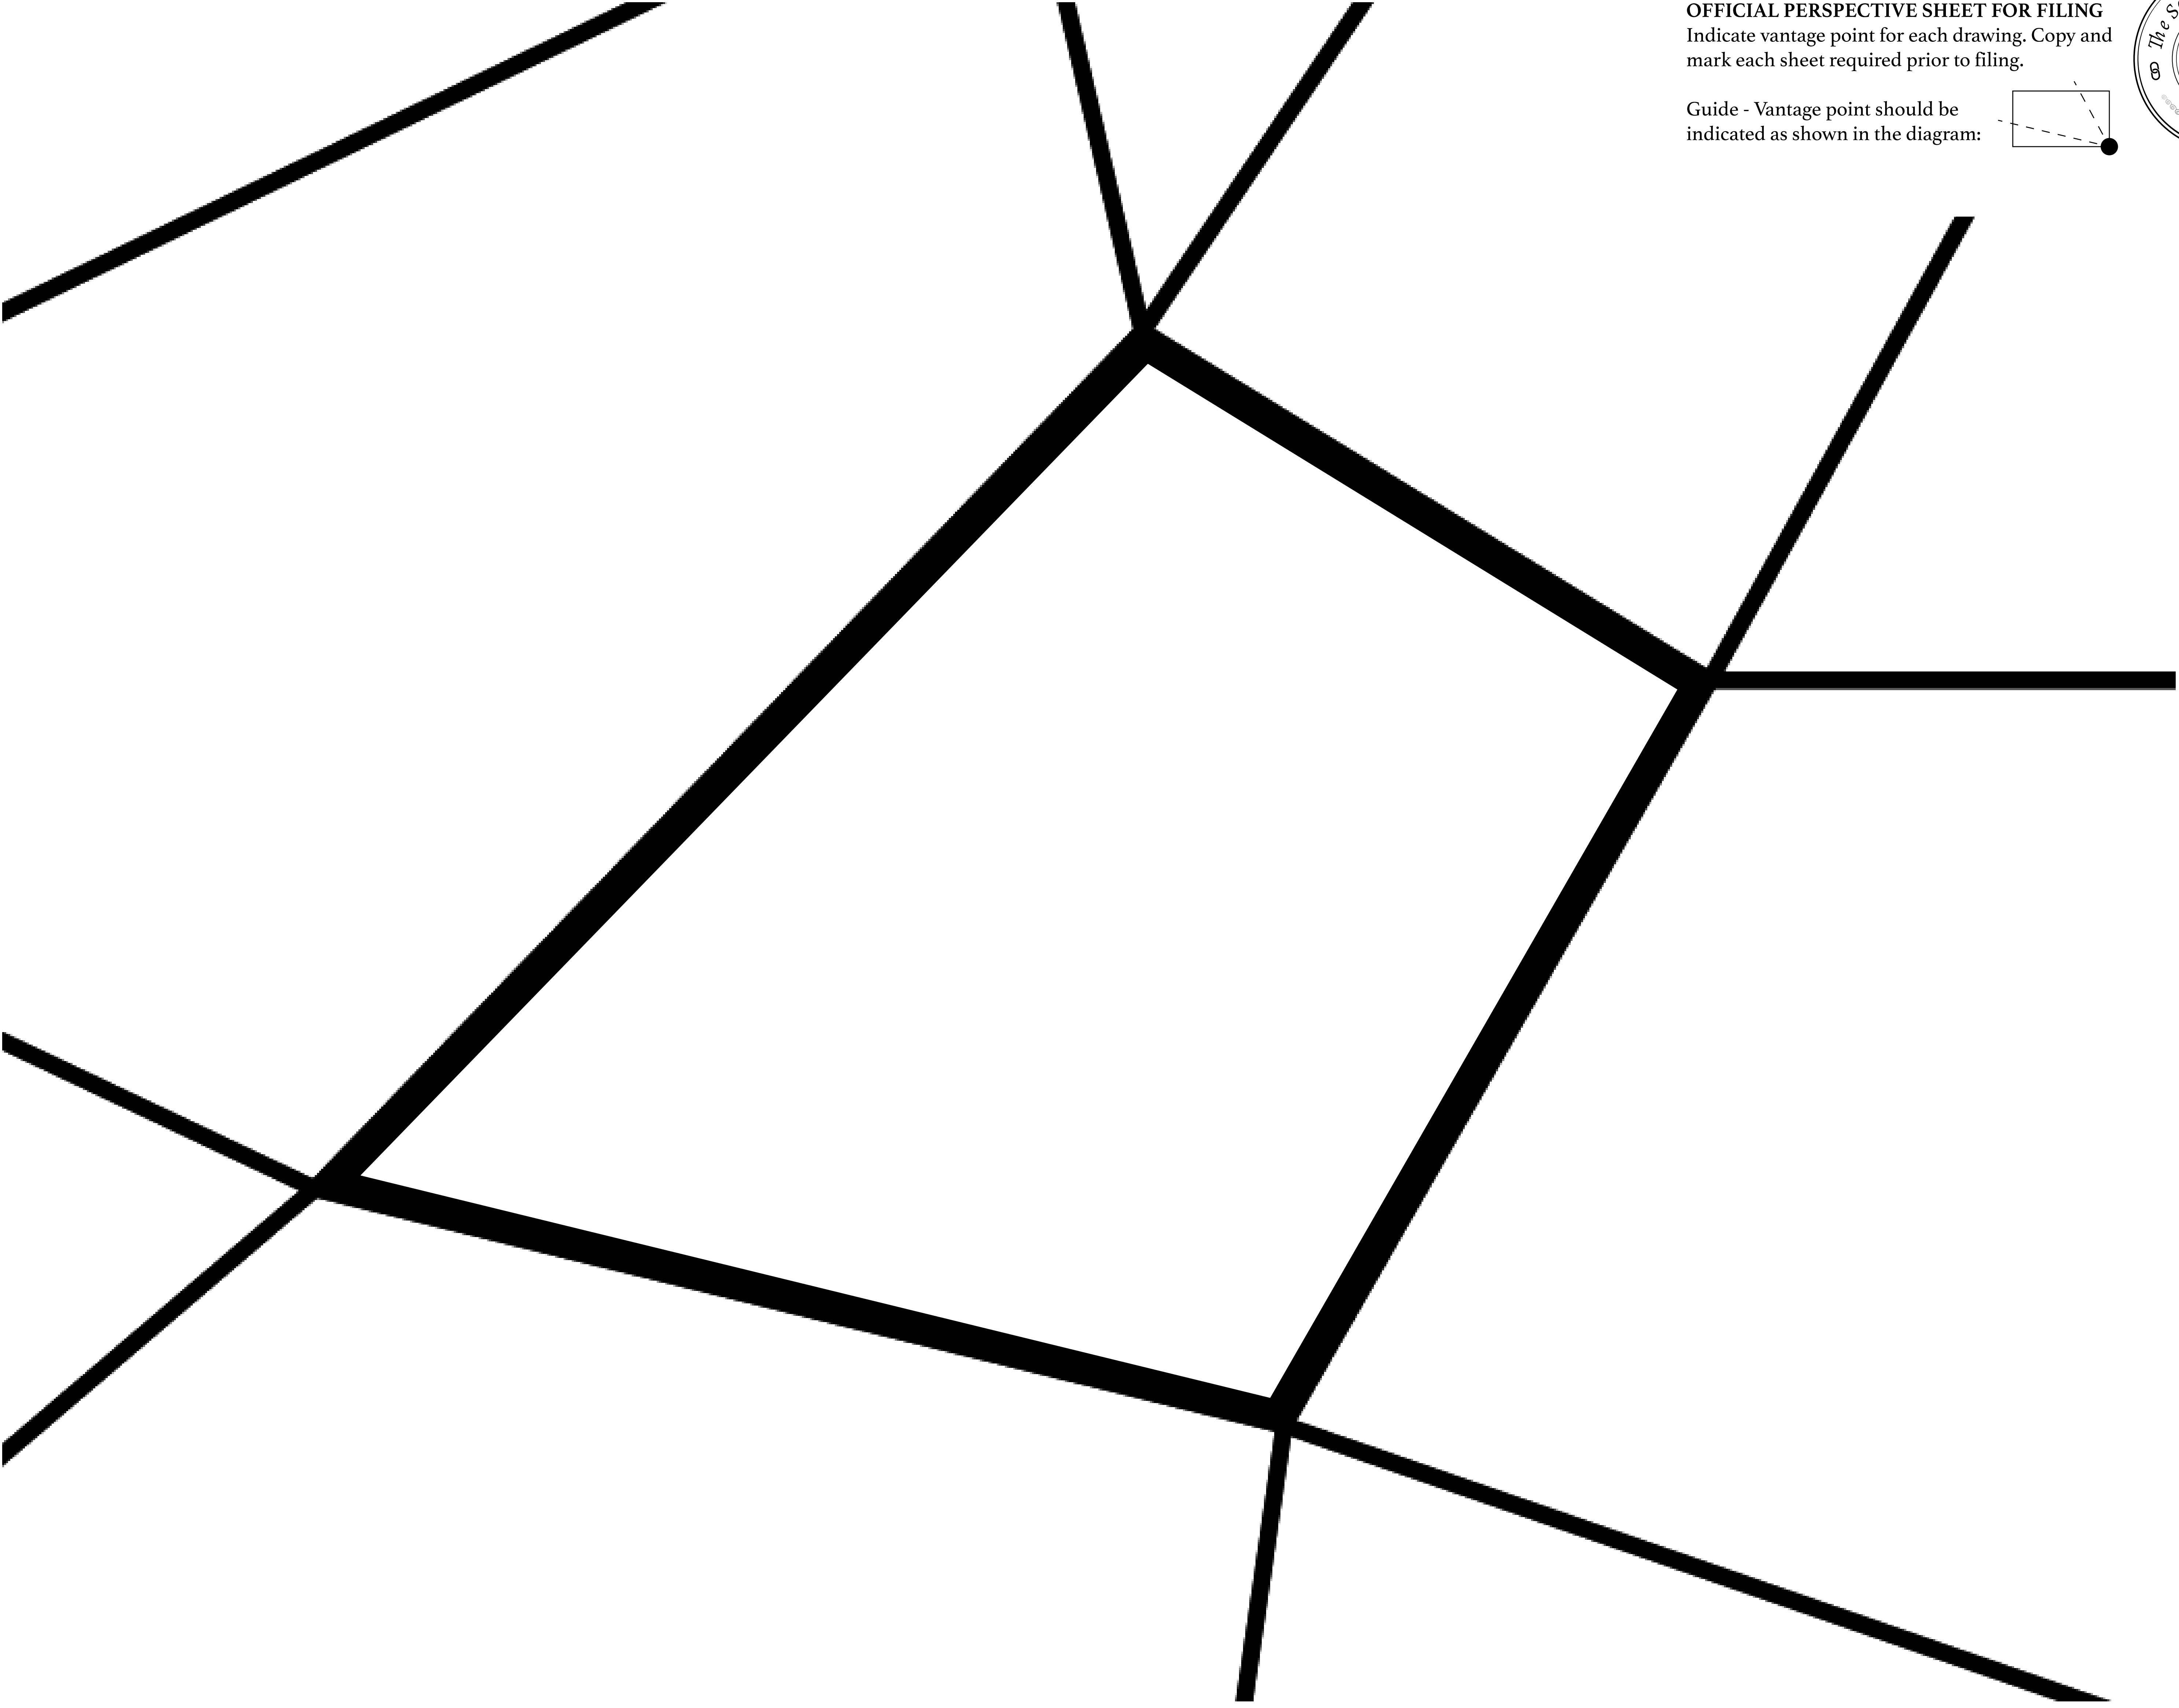 OFFICIAL PERSPECTIVE SHEET FOR FILING
Indicate vantage point for each drawing. Copy and
mark each sheet required prior to filing.
Guide - Vantage point should be
indicated as shown in the diagram:
The